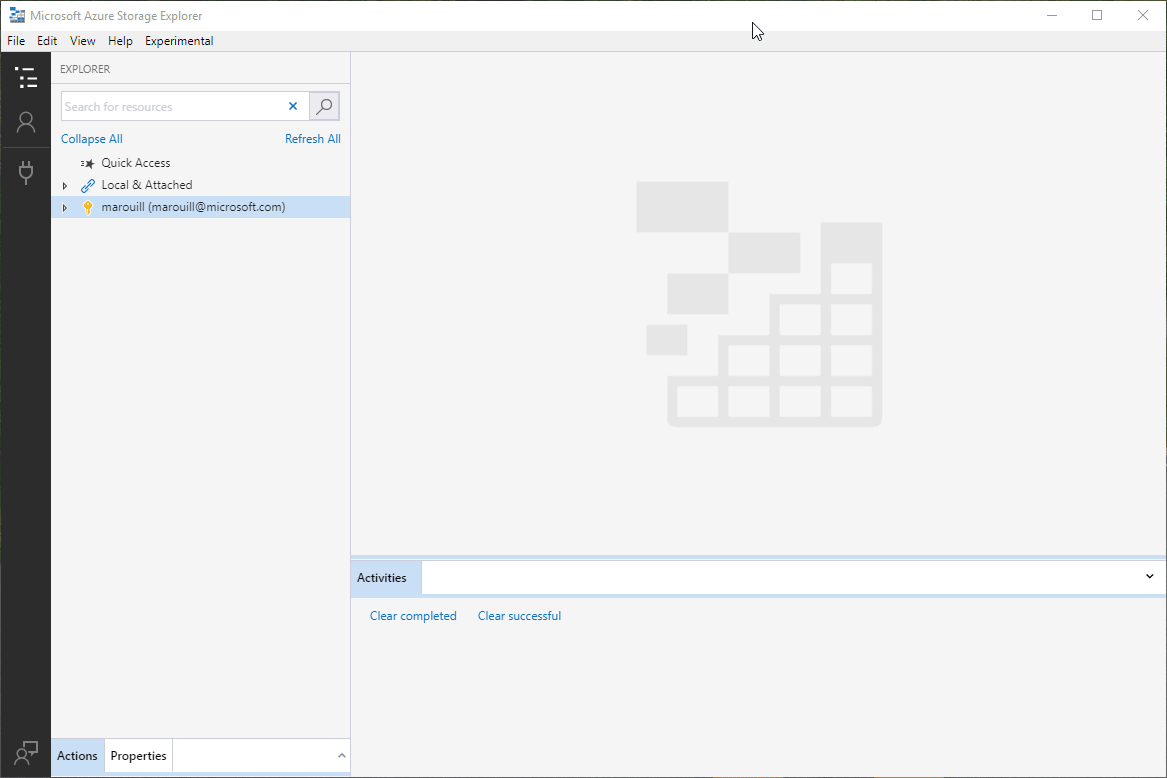 Microsoft Azure Storage Explorer
File Edit View Help Experimental
EXPLORER
Search for resources
Collapse All Refresh All
Quick Access
Local & Attached
marouill (marouill@microsoft.com)
Activities
Clear completed Clear successful
Actions Properties